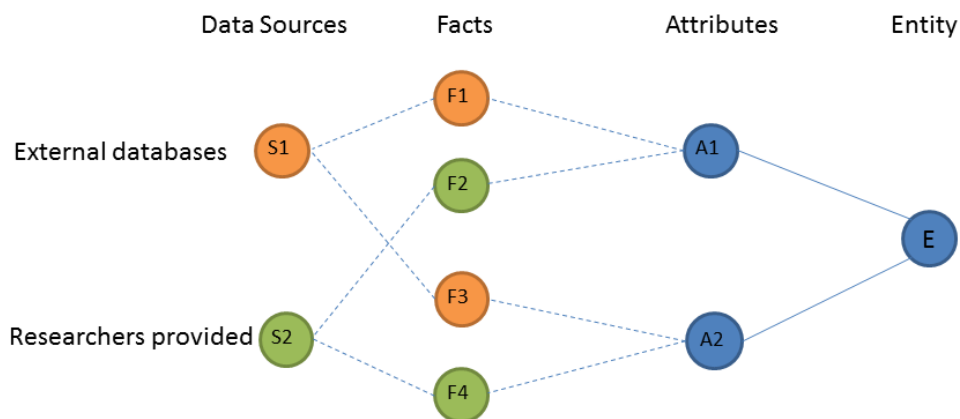 Data Sources Facts Attributes Entity
F1
External databases S1 A1
F2
E
F3
Researchers provided S2 A2
F4